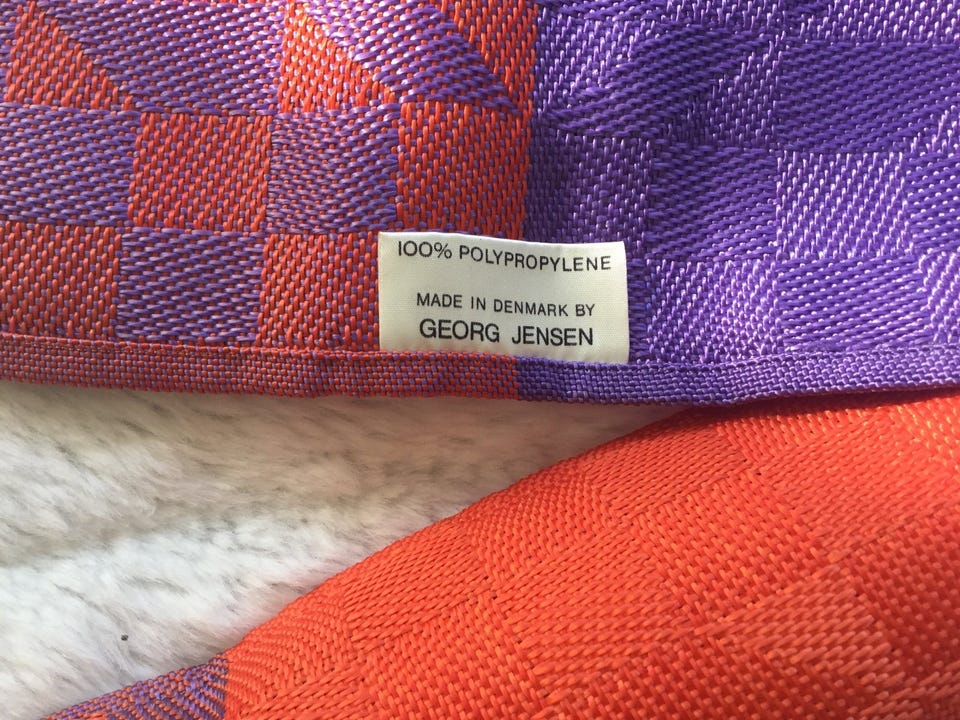 100% POLYPROPYLENE
MADE IN DENMARK BY
GEORG JENSEN